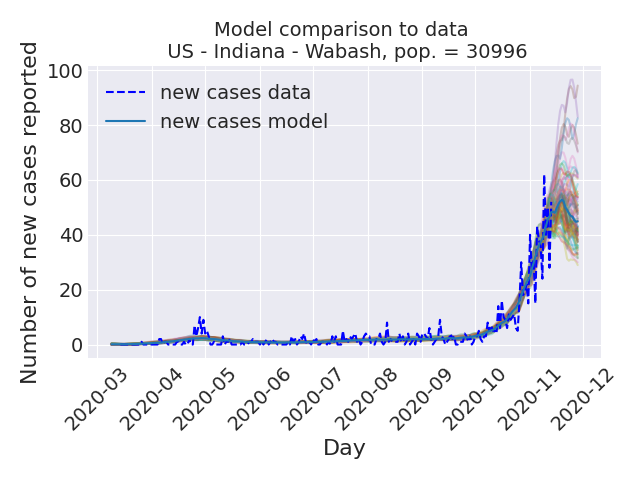 Model comparison to data
US - Indiana - Wabash, pop. = 30996
new cases data
new cases model
Number of new cases reported
100
80
60
40
20
0
2020-03
2020-04
2020-05
2020-06
2020-07
2020-08
2020-09
2020-10
2020-11
2020-12
Day